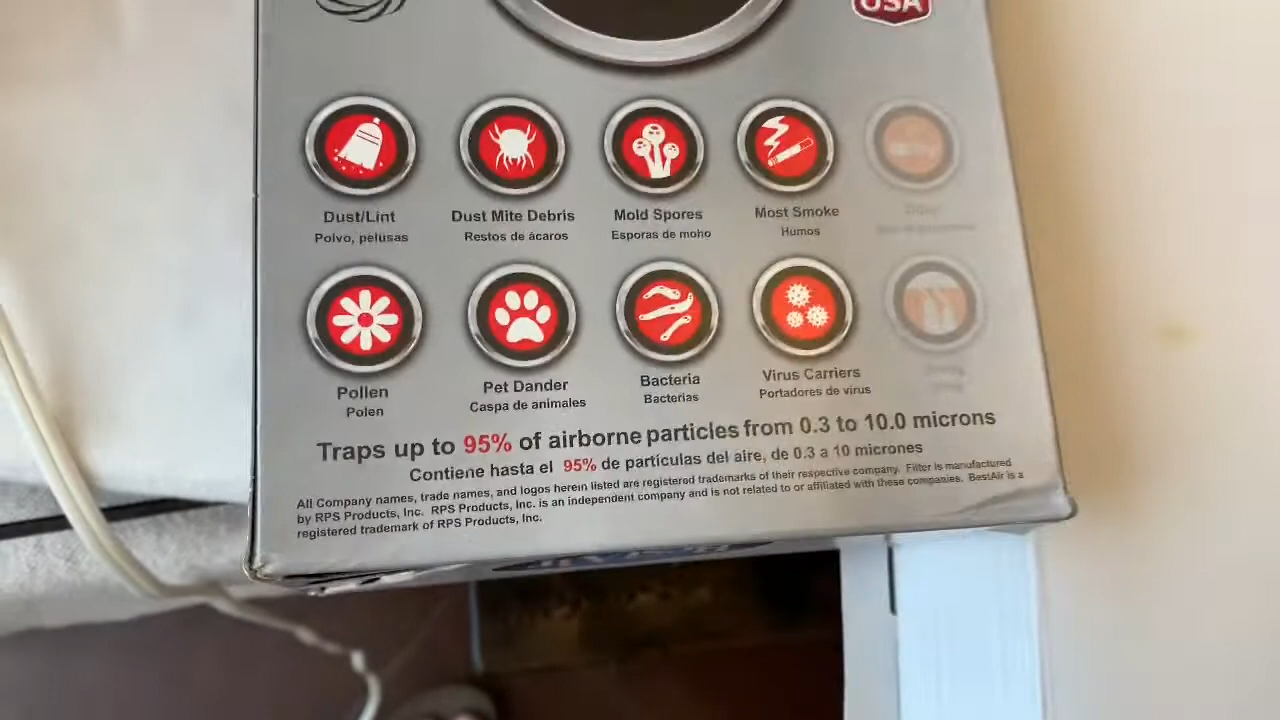 USA
Dust/Lint
Polvo, pelusas
Dust Mite Debris
Restos de ácaros
Mold Spores
Esporas de moho
Most Smoke
Humos
Pollen
Polen
Pet Dander
Caspa de animales
Bacteria
Bacterias
Virus Carriers
Portadores de virus
Traps up to 95% of airborne particles from 0.3 to 10.0 microns
Contiene hasta el 95% de partículas del aire, de 0.3 a 10 micrones
All Company names, trade names, and logos herein listed are registered trademarks of their respective company. Filter is manufactured
by RPS Products, Inc. RPS Products, Inc. is an independent company and is not related to or affiliated with these companies. BestAir is a
registered trademark of RPS Products, Inc.